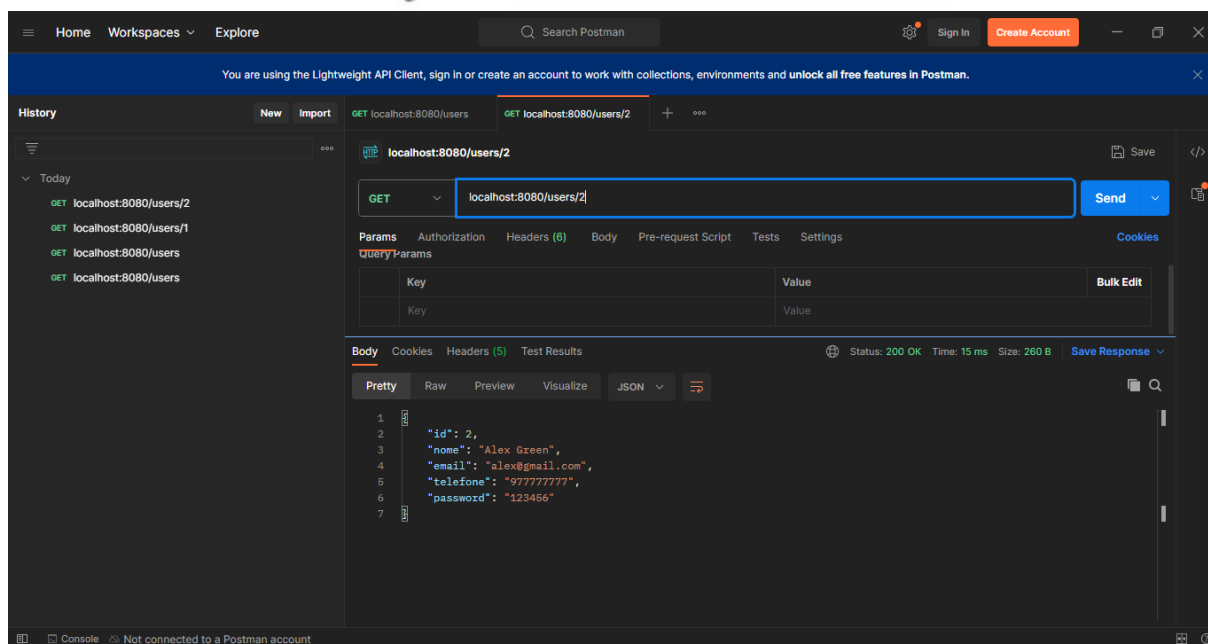 Home Workspaces Explore Search Postman Sign In Create Account
You are using the Lightweight API Client, sign in or create an account to work with collections, environments and unlock all free features in Postman.
History New Import GET localhost:8080/users GET localhost:8080/users/2
HTTP localhost:8080/users/2 Save
Today
GET localhost:8080/users/2
GET localhost:8080/users/1
GET localhost:8080/users
GET localhost:8080/users
GET localhost:8080/users/2 Send
Params Authorization Headers (6) Body Pre-request Script Tests Settings Cookies
Query Params
Key Value Bulk Edit
Key Value
Body Cookies Headers (5) Test Results Status: 200 OK Time: 15 ms Size: 260 B Save Response
Pretty Raw Preview Visualize JSON
1 {
2 "id": 2,
3 "nome": "Alex Green",
4 "email": "alex@gmail.com",
5 "telefone": "977777777",
6 "password": "123456"
7 }
Console Not connected to a Postman account